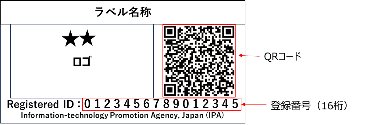 ラベル名称
★★
ロゴ
QRコード
Registered ID：0 1 2 3 4 5 6 7 8 9 0 1 2 3 4 5
登録番号（16桁）
Information-technology Promotion Agency, Japan (IPA)